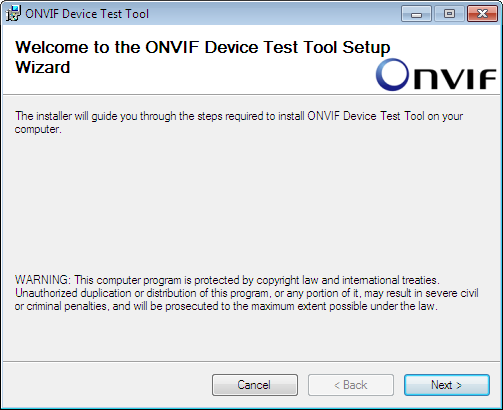 ONVIF Device Test Tool
Welcome to the ONVIF Device Test Tool Setup
Wizard
ONVIF
The installer will guide you through the steps required to install ONVIF Device Test Tool on your
computer.
WARNING: This computer program is protected by copyright law and international treaties.
Unauthorized duplication or distribution of this program, or any portion of it, may result in severe civil
or criminal penalties, and will be prosecuted to the maximum extent possible under the law.
Cancel
< Back
Next >